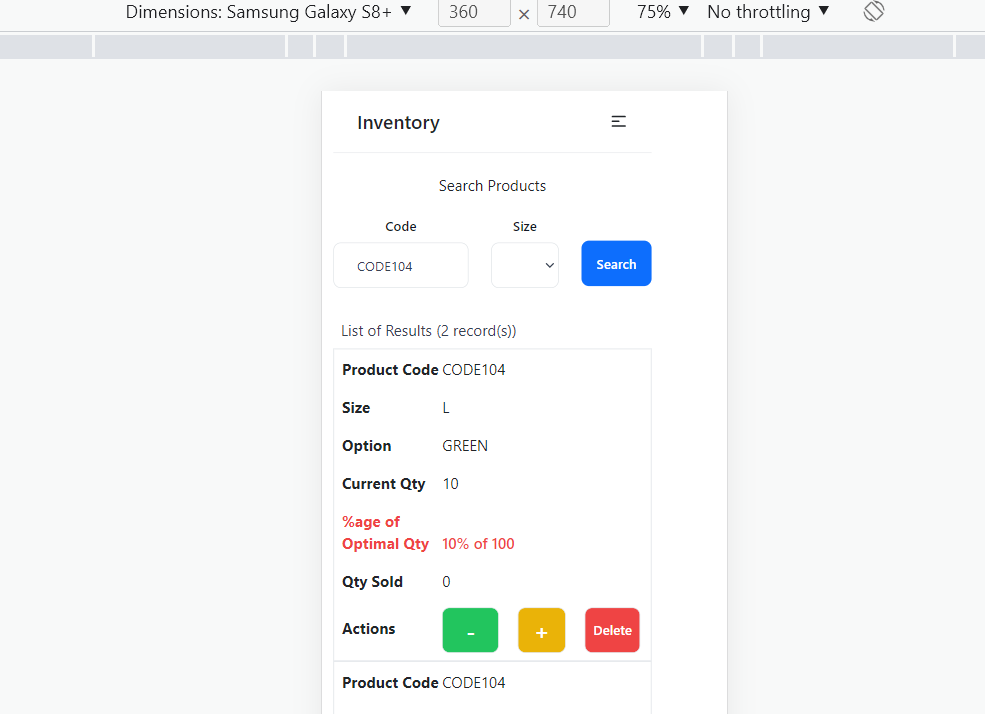 Dimensions: Samsung Galaxy S8+ ▼ 360 × 740 75% ▼ No throttling ▼
Inventory
Search Products
Code Size
CODE104 Search
List of Results (2 record(s))
Product Code CODE104
Size L
Option GREEN
Current Qty 10
%age of
Optimal Qty 10% of 100
Qty Sold 0
Actions - + Delete
Product Code CODE104